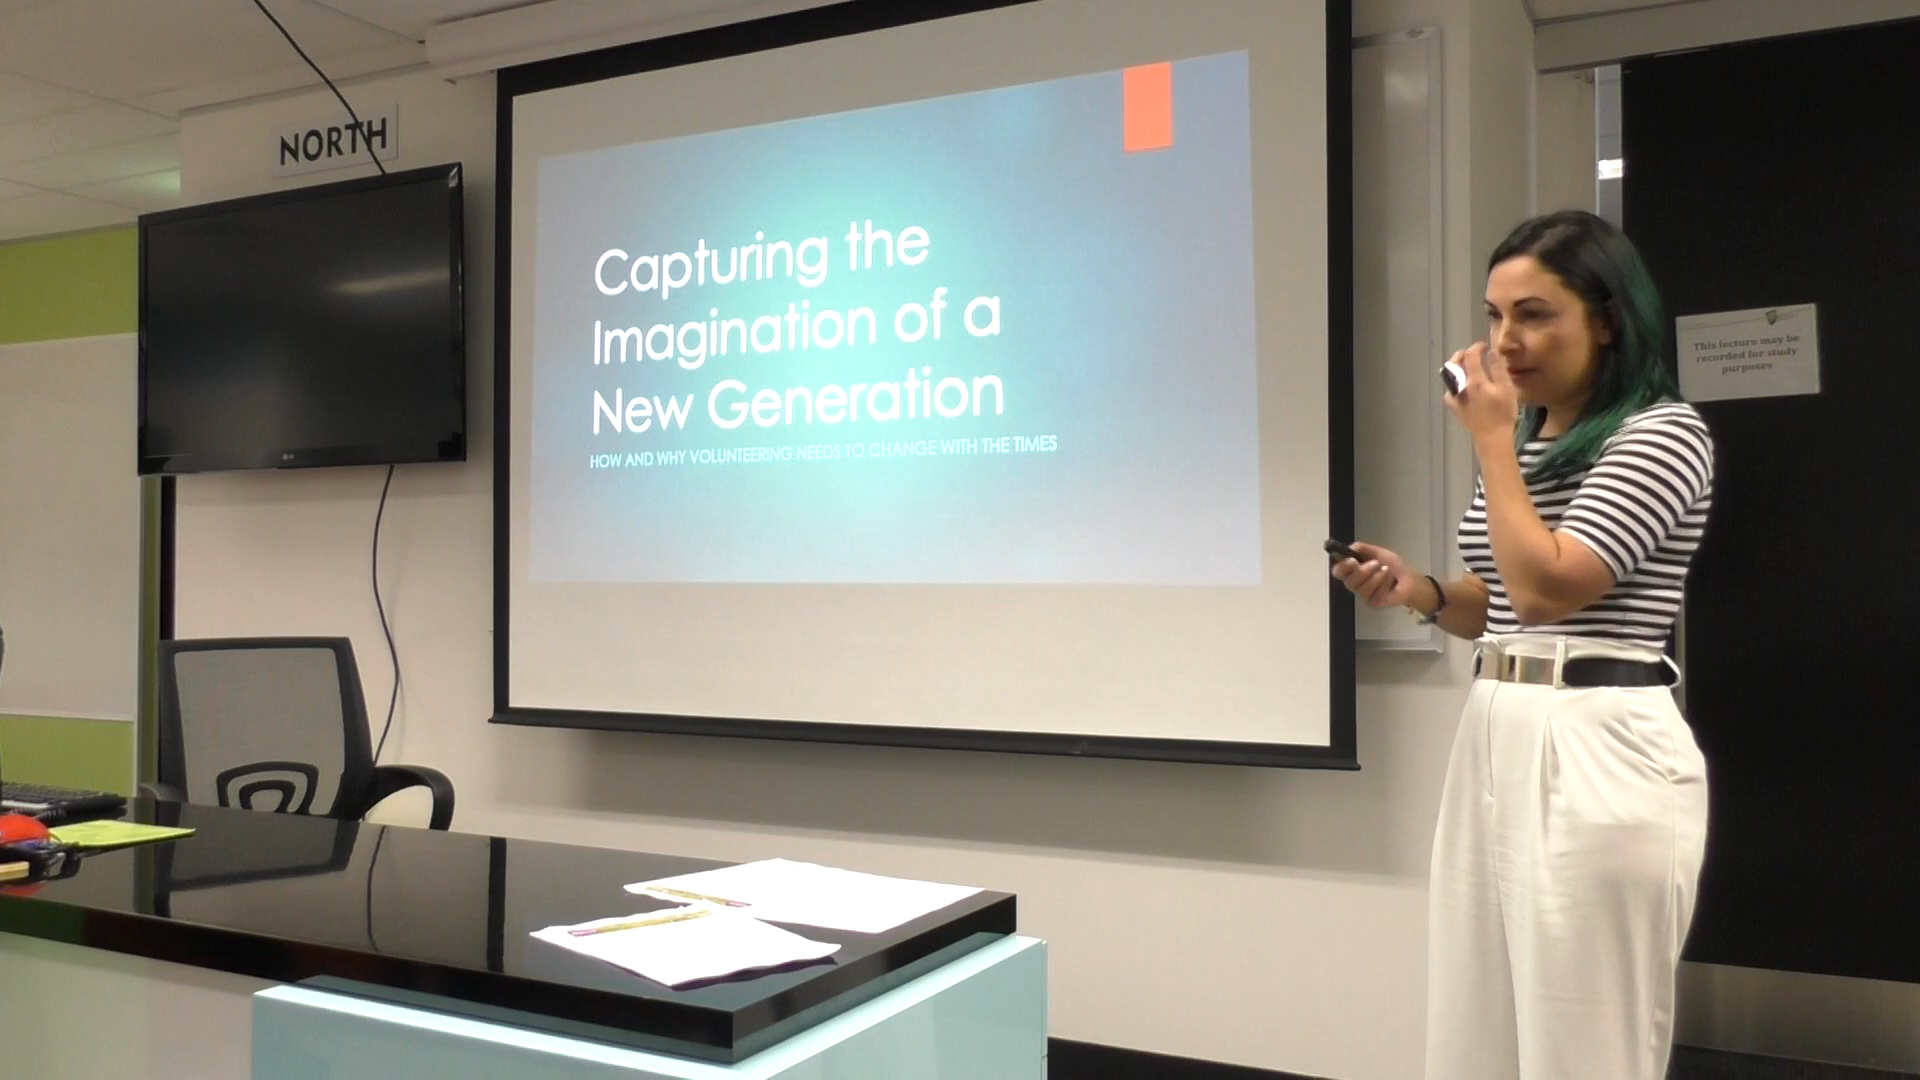 NORTH
Capturing the
Imagination of a
New Generation
HOW AND WHY VOLUNTEERING NEEDS TO CHANGE WITH THE TIMES
This lecture may be
recorded for study
purposes
LG